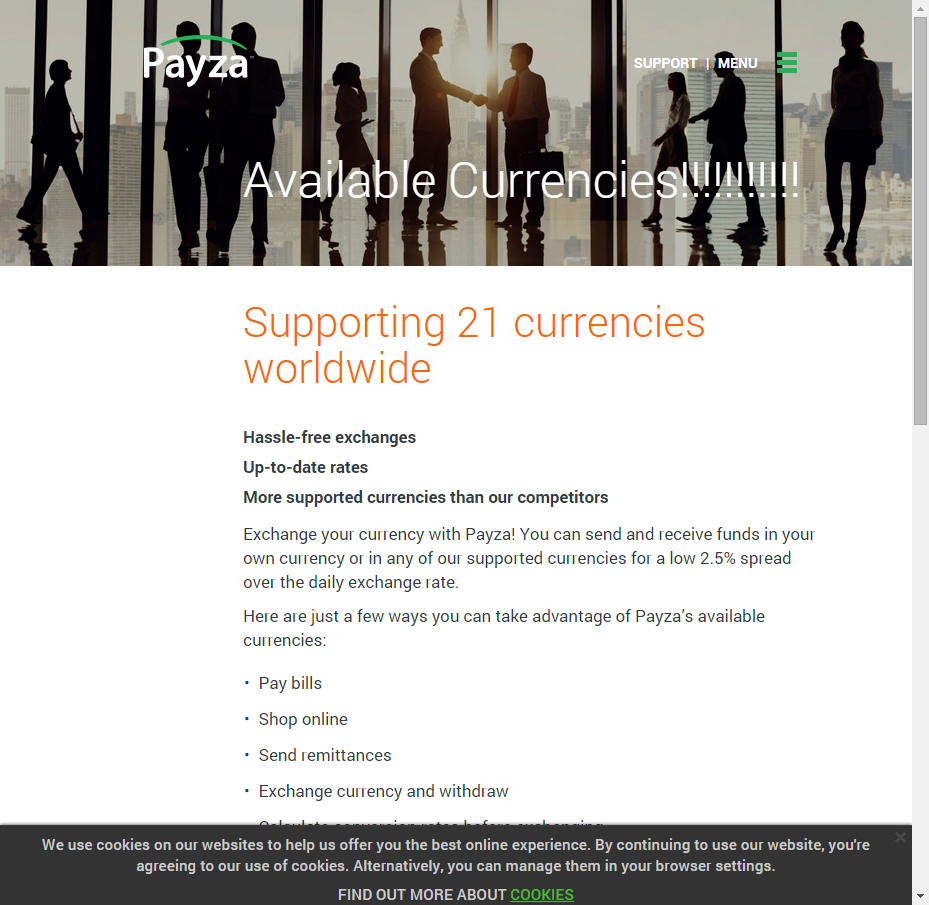 Payza
SUPPORT | MENU
Available Currencies!!!!!!!!!!!
Supporting 21 currencies
worldwide
Hassle-free exchanges
Up-to-date rates
More supported currencies than our competitors
Exchange your currency with Payza! You can send and receive funds in your
own currency or in any of our supported currencies for a low 2.5% spread
over the daily exchange rate.
Here are just a few ways you can take advantage of Payza’s available
currencies:
• Pay bills
• Shop online
• Send remittances
• Exchange currency and withdraw
• Calculate conversion rates before exchanging
We use cookies on our websites to help us offer you the best online experience. By continuing to use our website, you're
agreeing to our use of cookies. Alternatively, you can manage them in your browser settings.
FIND OUT MORE ABOUT COOKIES